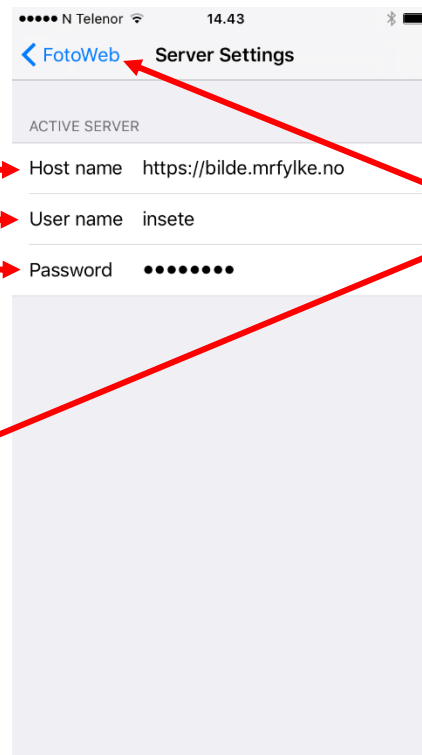 N Telenor 14.43
FotoWeb Server Settings
ACTIVE SERVER
Host name https://bilde.mrfylke.no
User name insete
Password ●●●●●●●●